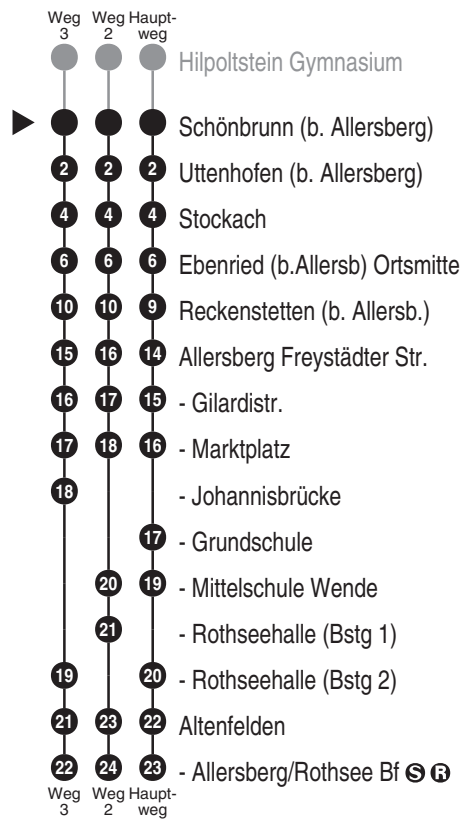 Weg Weg Haupt-
3 2 weg
Hilpoltstein Gymnasium
Schönbrunn (b. Allersberg)
2 2 2 Uttenhofen (b. Allersberg)
4 4 4 Stockach
6 6 6 Ebenried (b.Allersb) Ortsmitte
10 10 9 Reckenstetten (b. Allersb.)
15 16 14 Allersberg Freystädter Str.
16 17 15 - Gilardistr.
17 18 16 - Marktplatz
18 - Johannisbrücke
17 - Grundschule
20 19 - Mittelschule Wende
21 - Rothseehalle (Bstg 1)
19 20 - Rothseehalle (Bstg 2)
21 23 22 Altenfelden
22 24 23 - Allersberg/Rothsee Bf S R
Weg Weg Haupt-
3 2 weg